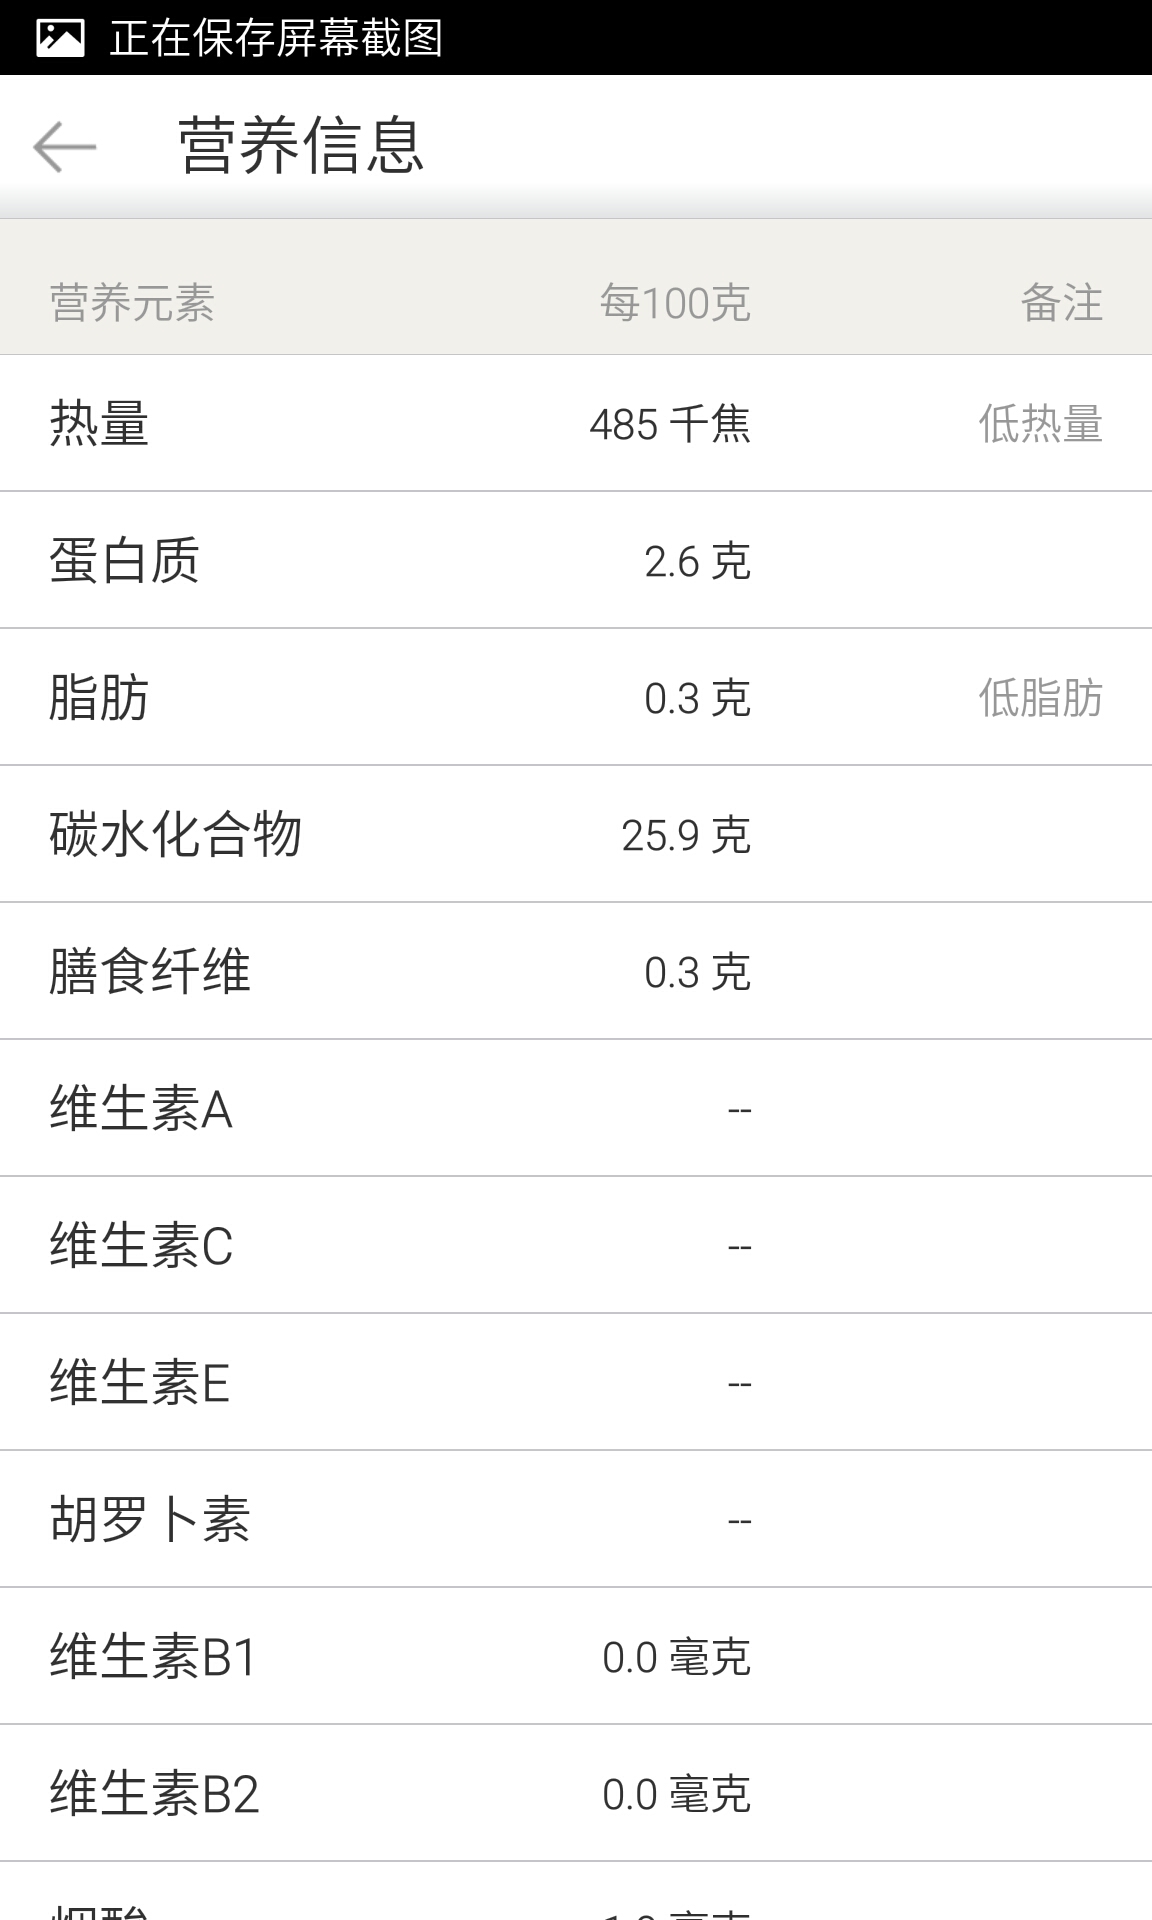 正在保存屏幕截图
营养信息
营养元素 每100克 备注
热量 485 千焦 低热量
蛋白质 2.6 克
脂肪 0.3 克 低脂肪
碳水化合物 25.9 克
膳食纤维 0.3 克
维生素A --
维生素C --
维生素E --
胡罗卜素 --
维生素B1 0.0 毫克
维生素B2 0.0 毫克